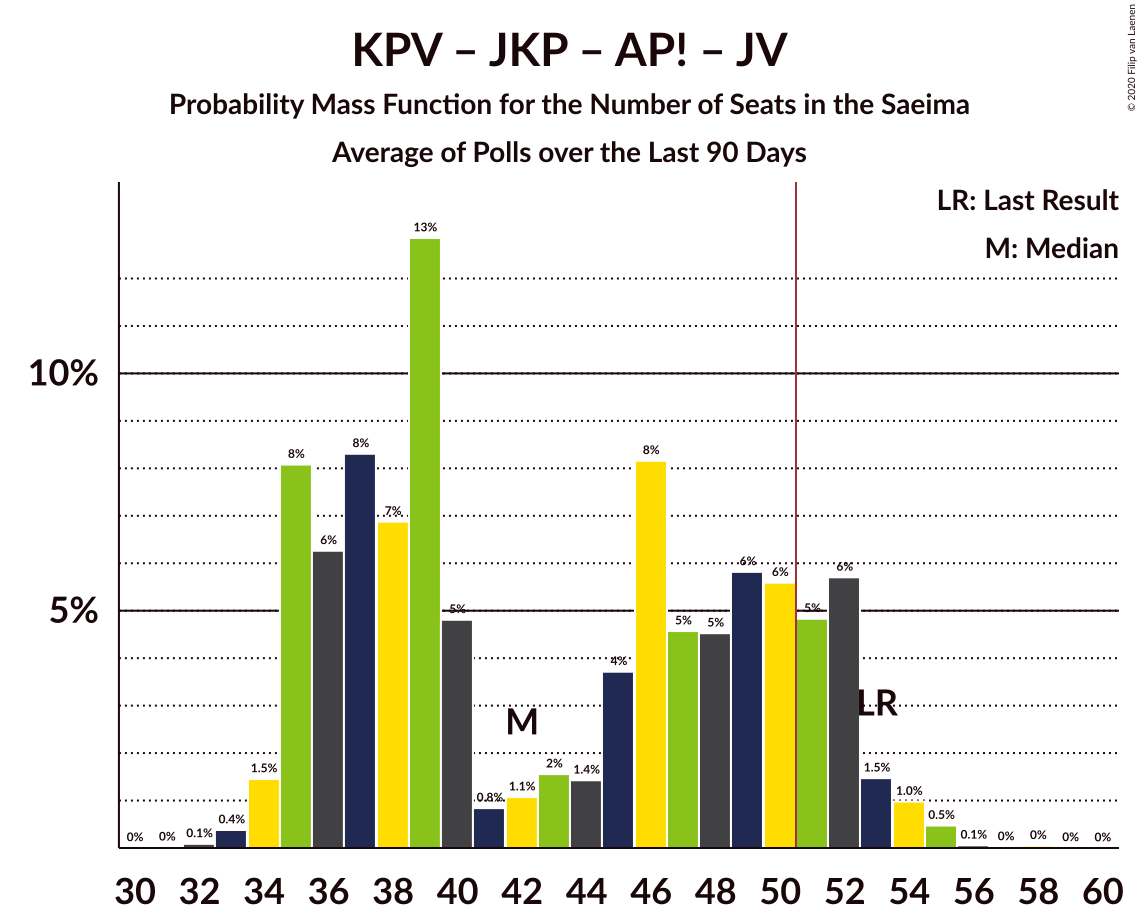 KPV – JKP – AP! – JV
Probability Mass Function for the Number of Seats in the Saeima
Average of Polls over the Last 90 Days
© 2020 Filip van Laenen
LR: Last Result
M: Median
10%
5%
0% 0% 0.1% 0.4% 1.5% 8% 6% 8% 7% 13% 5% 0.8% 1.1% 2% 1.4% 4% 8% 5% 5% 6% 6% 5% 6% 1.5% 1.0% 0.5% 0.1% 0% 0% 0% 0%
M
LR
30 32 34 36 38 40 42 44 46 48 50 52 54 56 58 60